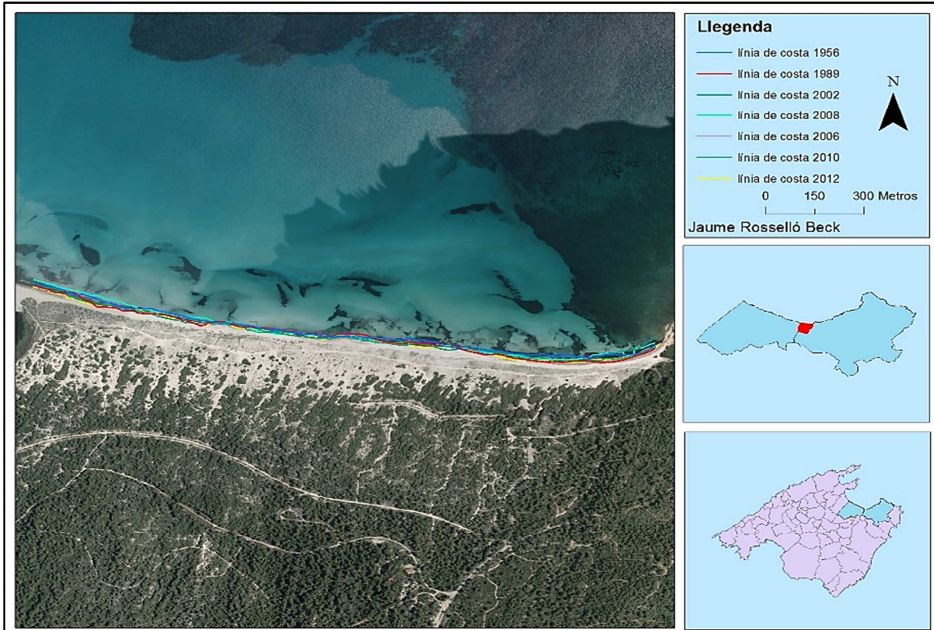 Llegenda
línia de costa 1956
línia de costa 1989
línia de costa 2002
línia de costa 2008
línia de costa 2006
línia de costa 2010
línia de costa 2012
N
0 150 300 Metros
Jaume Rosselló Beck